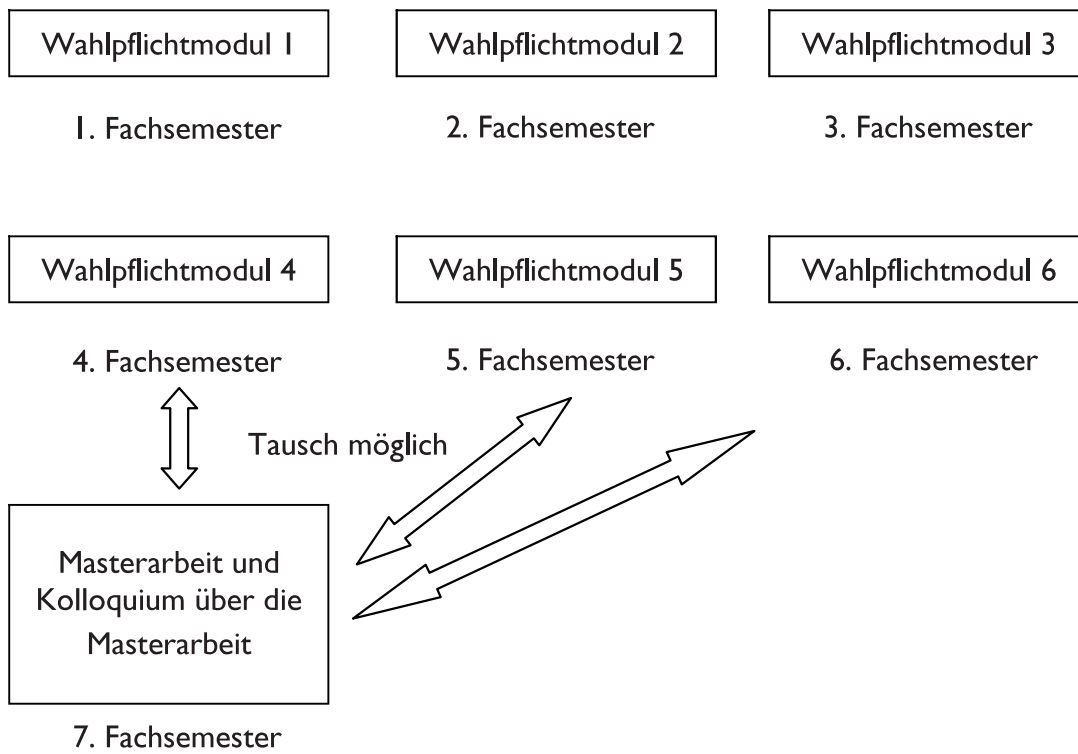 Wahlpflichtmodul 1
Wahlpflichtmodul 2
Wahlpflichtmodul 3
1. Fachsemester
2. Fachsemester
3. Fachsemester
Wahlpflichtmodul 4
Wahlpflichtmodul 5
Wahlpflichtmodul 6
4. Fachsemester
5. Fachsemester
6. Fachsemester
Tausch möglich
Masterarbeit und
Kolloquium über die
Masterarbeit
7. Fachsemester